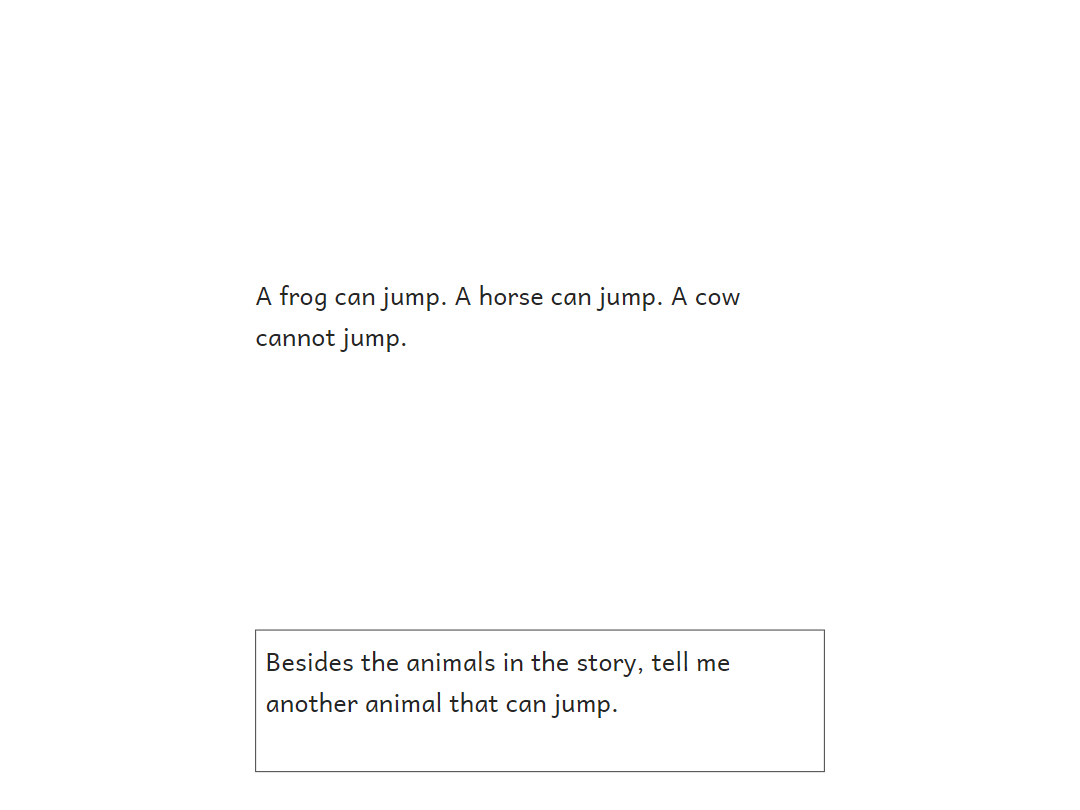 A frog can jump. A horse can jump. A cow
cannot jump.
Besides the animals in the story, tell me
another animal that can jump.